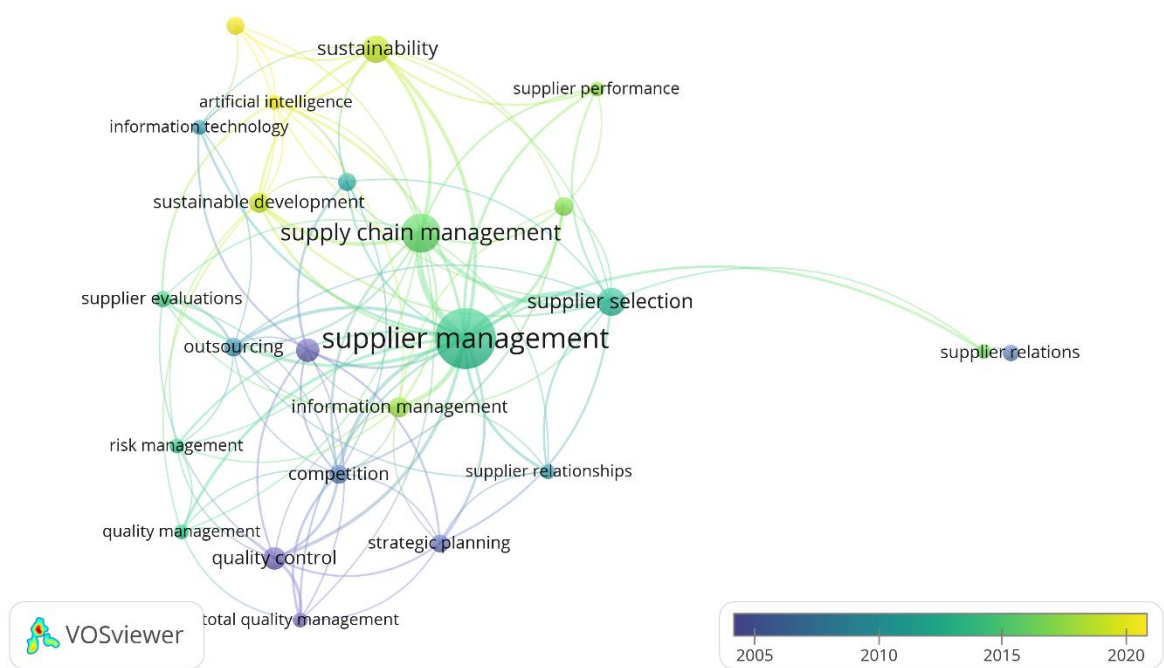 sustainability
supplier performance
artificial intelligence
information technology
sustainable development
supply chain management
supplier evaluations
supplier selection
outsourcing
supplier management
supplier relations
information management
risk management
competition
supplier relationships
quality management
strategic planning
quality control
total quality management
VOSviewer
2005
2010
2015
2020